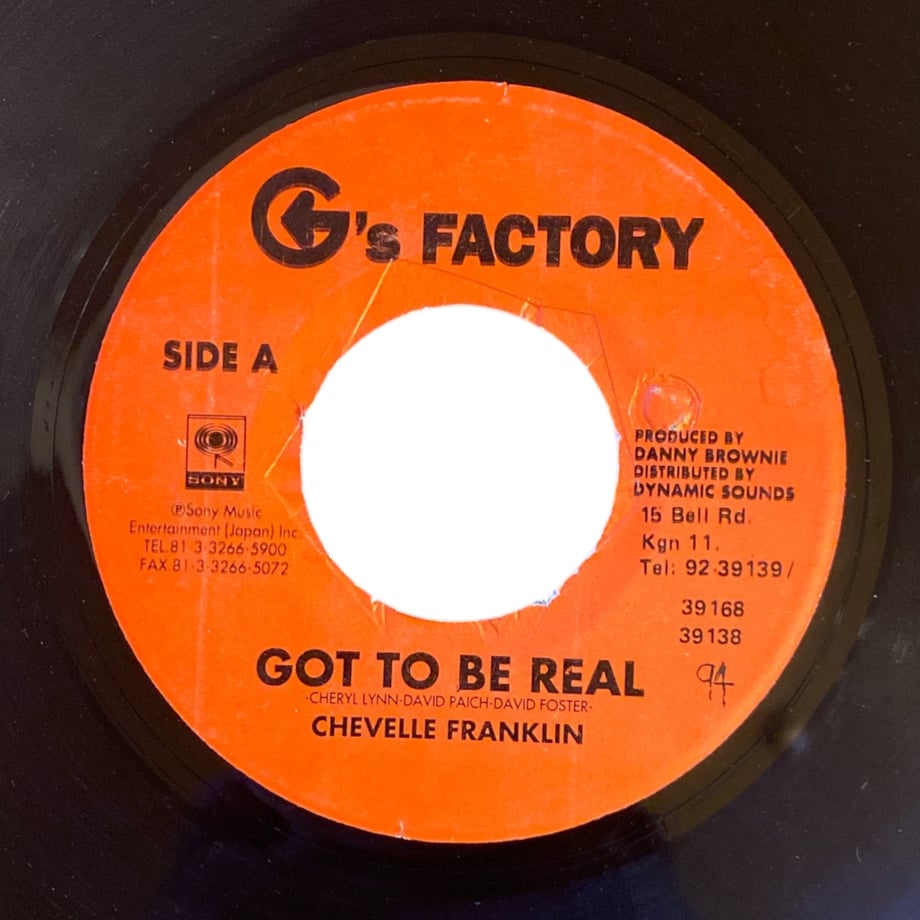 G's FACTORY
SIDE A
SONY
℗Sony Music
Entertainment (Japan) Inc.
TEL.81-3-3266-5900
FAX 81-3-3266-5072
PRODUCED BY
DANNY BROWNIE
DISTRIBUTED BY
DYNAMIC SOUNDS
15 Bell Rd.
Kgn 11.
Tel: 92-39139/
39168
39138
94
GOT TO BE REAL
-CHERYL LYNN-DAVID PAICH-DAVID FOSTER-
CHEVELLE FRANKLIN